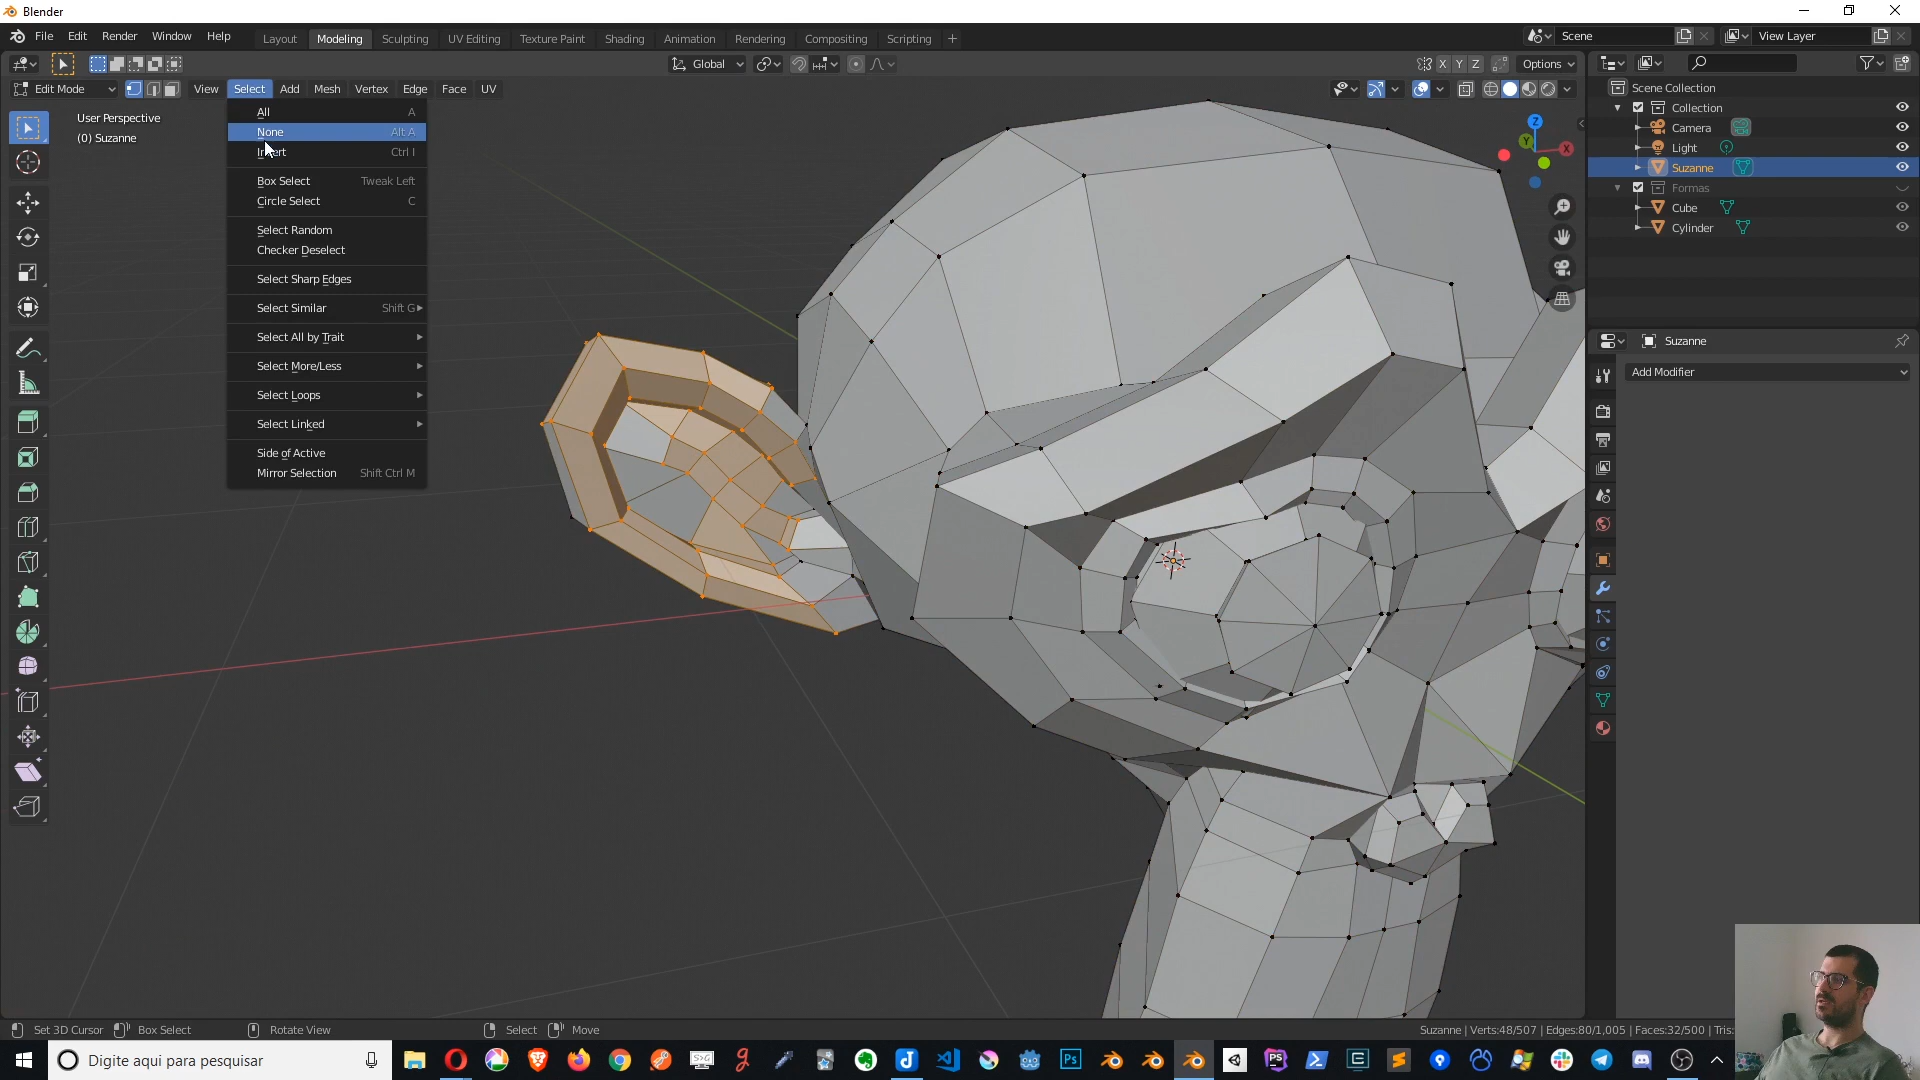 Blender
File Edit Render Window Help
Layout Modeling Sculpting UV Editing Texture Paint Shading Animation Rendering Compositing Scripting +
Scene
View Layer
Global
X Y Z
Options
Edit Mode
View Select Add Mesh Vertex Edge Face UV
User Perspective
(0) Suzanne
All A
None Alt A
Invert Ctrl I
Box Select Tweak Left
Circle Select C
Select Random
Checker Deselect
Select Sharp Edges
Select Similar Shift G
Select All by Trait
Select More/Less
Select Loops
Select Linked
Side of Active
Mirror Selection Shift Ctrl M
Z
Y
X
Scene Collection
Collection
Camera
Light
Suzanne
Formas
Cube
Cylinder
Suzanne
Add Modifier
Set 3D Cursor
Box Select
Rotate View
Select
Move
Suzanne | Verts:48/507 | Edges:80/1,005 | Faces:32/500 | Tris:
Digite aqui para pesquisar
Ps